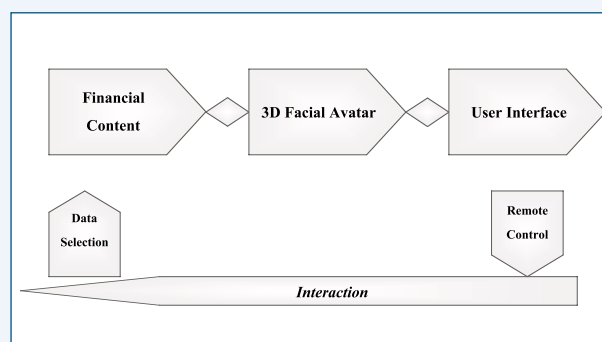 Financial
Content
3D Facial Avatar
User Interface
Data
Selection
Remote
Control
Interaction